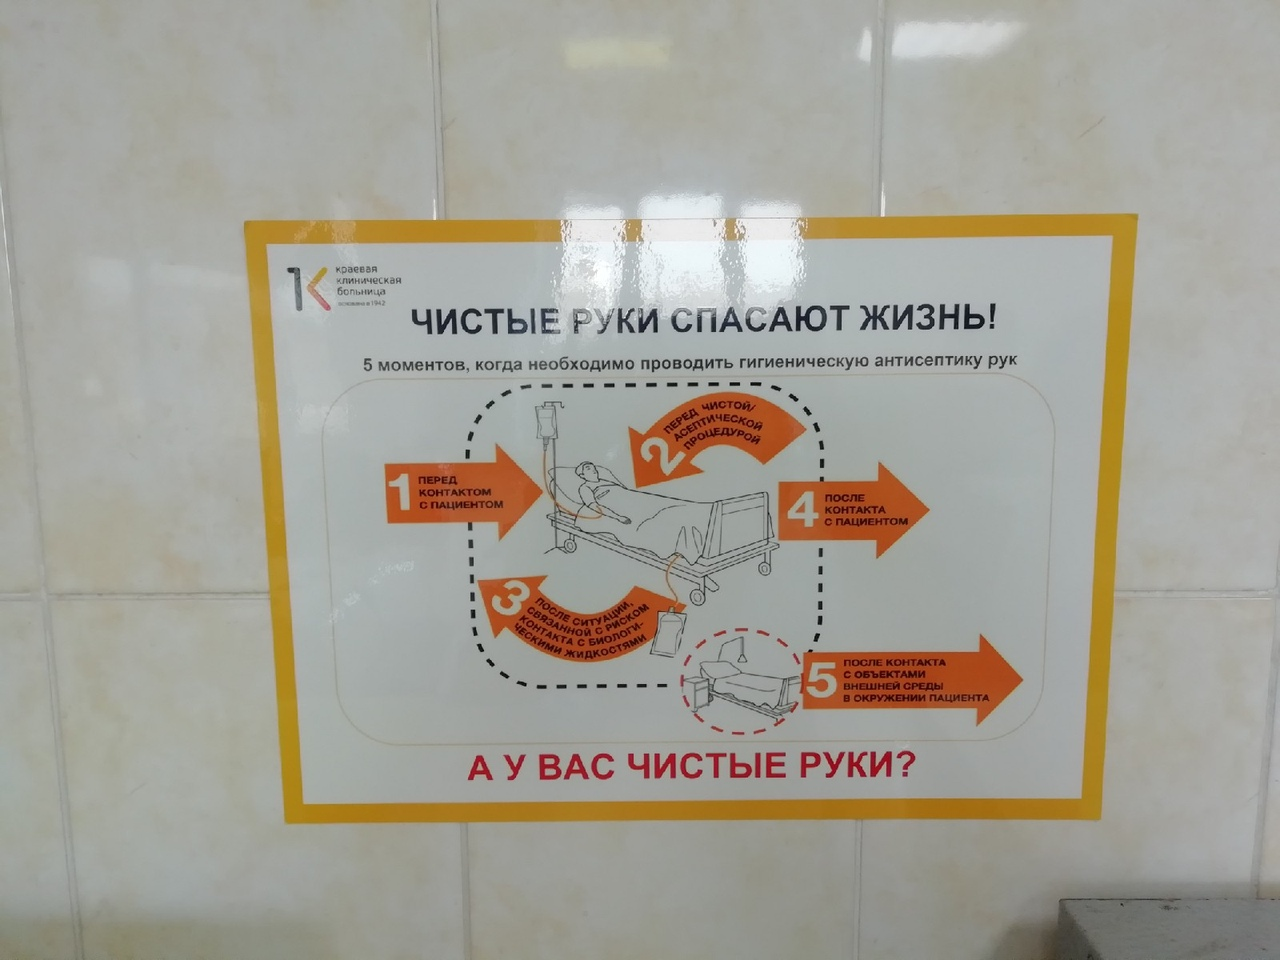 краевая
клиническая
больница
основана в 1942
ЧИСТЫЕ РУКИ СПАСАЮТ ЖИЗНЬ!
5 моментов, когда необходимо проводить гигиеническую антисептику рук
1
ПЕРЕД
КОНТАКТОМ
С ПАЦИЕНТОМ
2
ПЕРЕД ЧИСТОЙ/
АСЕПТИЧЕСКОЙ
ПРОЦЕДУРОЙ
3
ПОСЛЕ СИТУАЦИИ,
СВЯЗАННОЙ С РИСКОМ
КОНТАКТА С БИОЛОГИ-
ЧЕСКИМИ ЖИДКОСТЯМИ
4
ПОСЛЕ
КОНТАКТА
С ПАЦИЕНТОМ
5
ПОСЛЕ КОНТАКТА
С ОБЪЕКТАМИ
ВНЕШНЕЙ СРЕДЫ
В ОКРУЖЕНИИ ПАЦИЕНТА
А У ВАС ЧИСТЫЕ РУКИ?